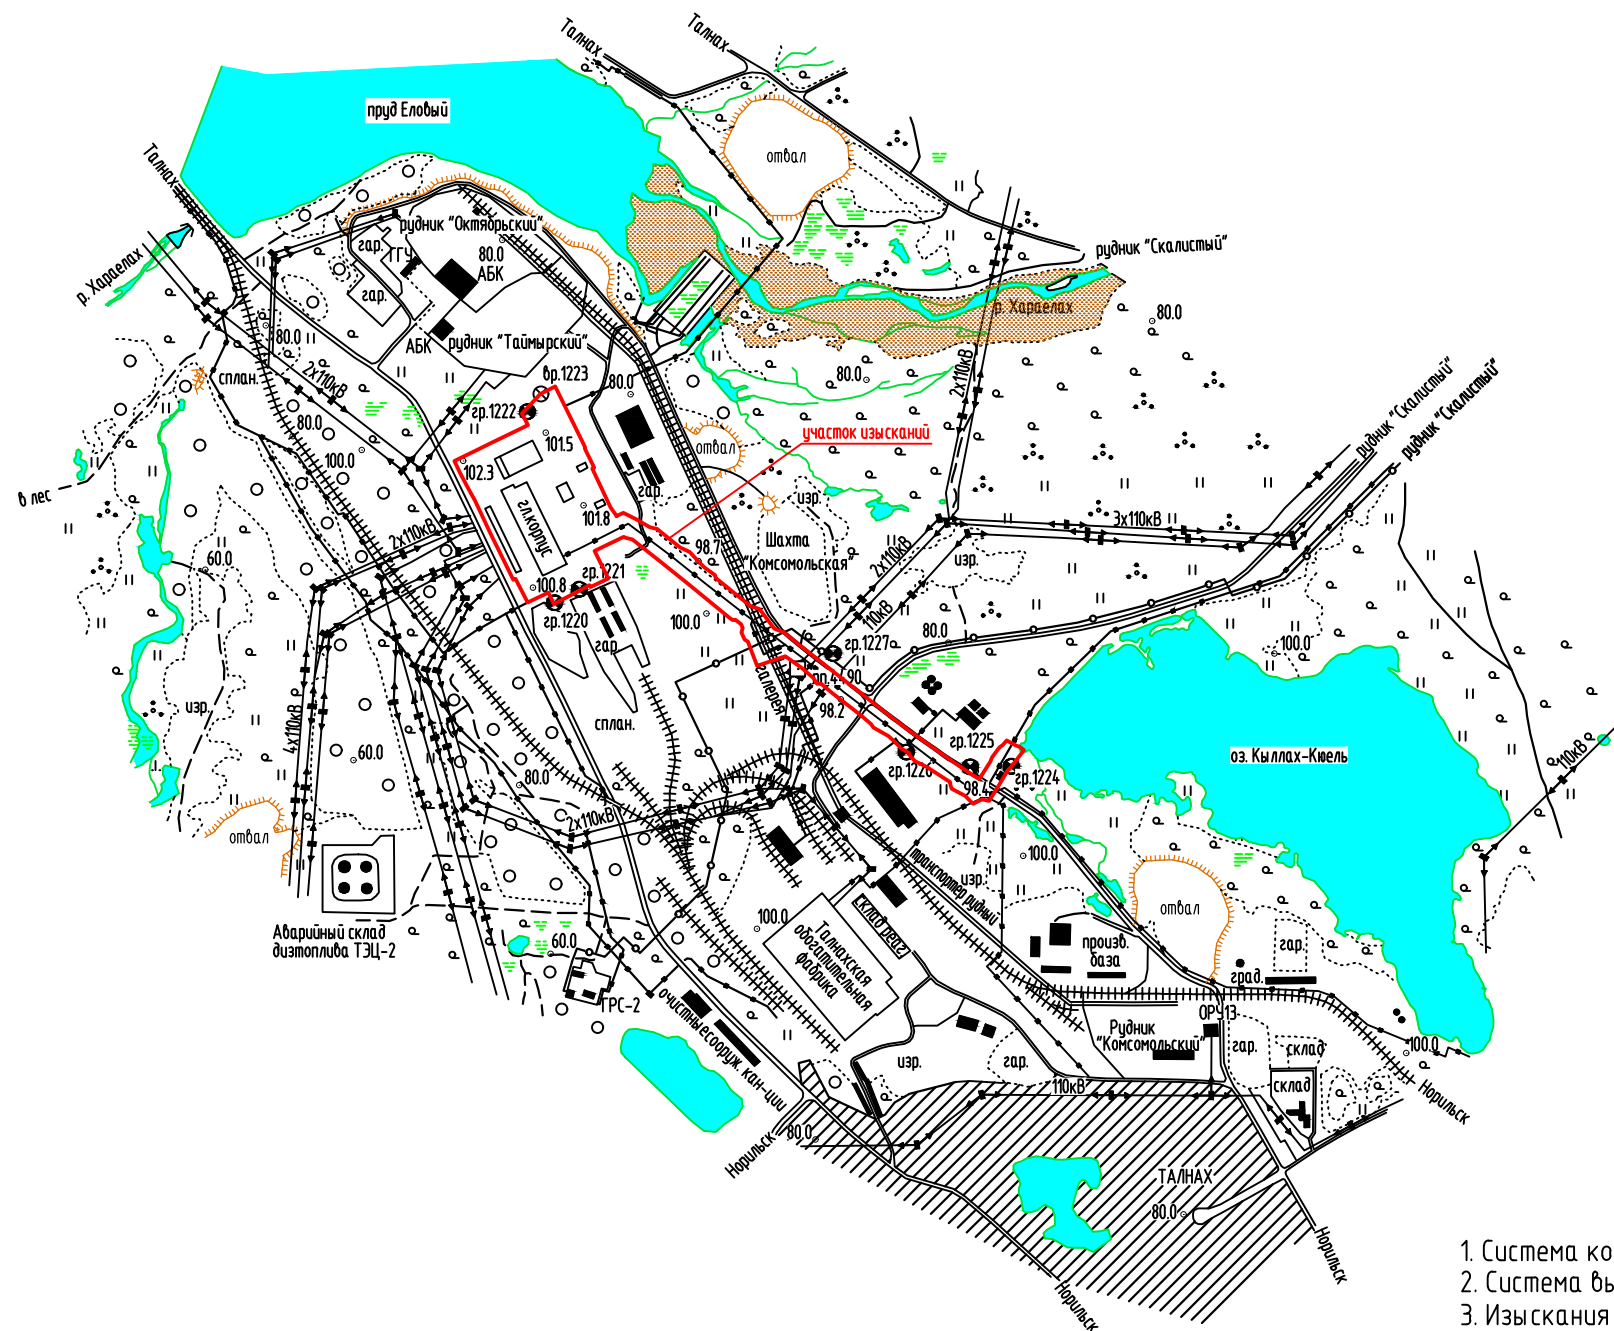 Талнах
Талнах
пруд Еловый
отвал
Талнах
рудник "Октябрьский"
гар.
ГГУ
80.0
АБК
р. Хараелах
рудник "Скалистый"
гар.
р. Хараелах
80.0
80.0
АБК
рудник "Таймырский"
сплан.
2х110кВ
вр.1223
80.0
80.0
2х110кВ
рудник "Скалистый"
рудник "Скалистый"
гр.1222
80.0
101.5
участок изысканий
отвал
100.0
102.3
в лес
гл.корпус
гар.
изр.
101.8
3х110кВ
2х110кВ
98.7
Шахта
"Комсомольская"
2х110кВ
изр.
60.0
гр.1221
100.8
110кВ
гр.1220
100.0
80.0
гар.
гр.1227
100.0
галерея
90
98.2
изр.
сплан.
4х110кВ
60.0
гр.1225
гр.1226
гр.1224
оз. Кыллах-Кюель
110кВ
80.0
98.4
отвал
2х110кВ
100.0
транспортер рудный
изр.
склад реаг.
отвал
100.0
Аварийный склад
дизтоплива ТЭЦ-2
60.0
Талнахская
обогатительная
фабрика
произв.
база
гар.
град.
ГРС-2
очистныесооруж. кан-ции
ОРУ13
Рудник
"Комсомольский"
гар.
склад
100.0
изр.
гар.
110кВ
склад
Норильск
80.0
Норильск
ТАЛНАХ
80.0
Норильск
Норильск
1. Система ко
2. Система вы
3. Изыскания